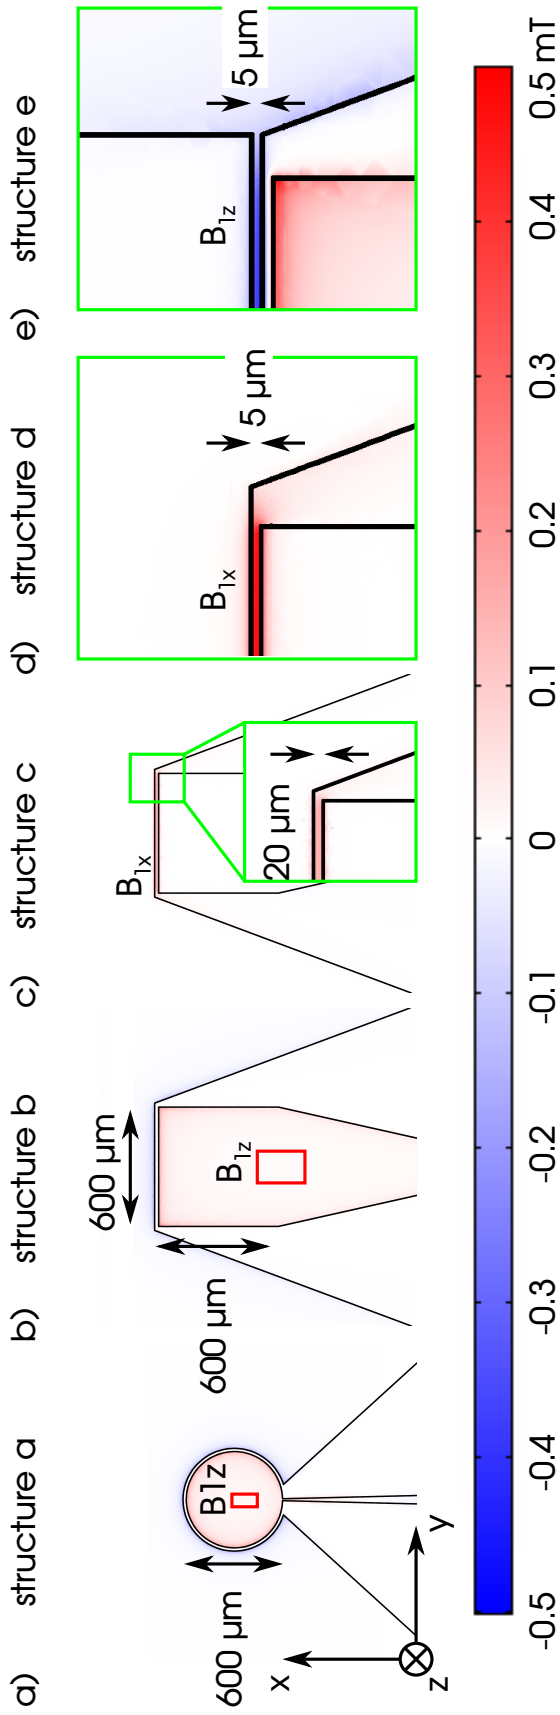 a) structure a
b) structure b
c) structure c
d) structure d
e) structure e
600 µm
B1z
x
y
z
600 µm
600 µm
B1z
B1x
20 µm
B1x
5 µm
B1z
5 µm
-0.5 -0.4 -0.3 -0.2 -0.1 0 0.1 0.2 0.3 0.4 0.5 mT